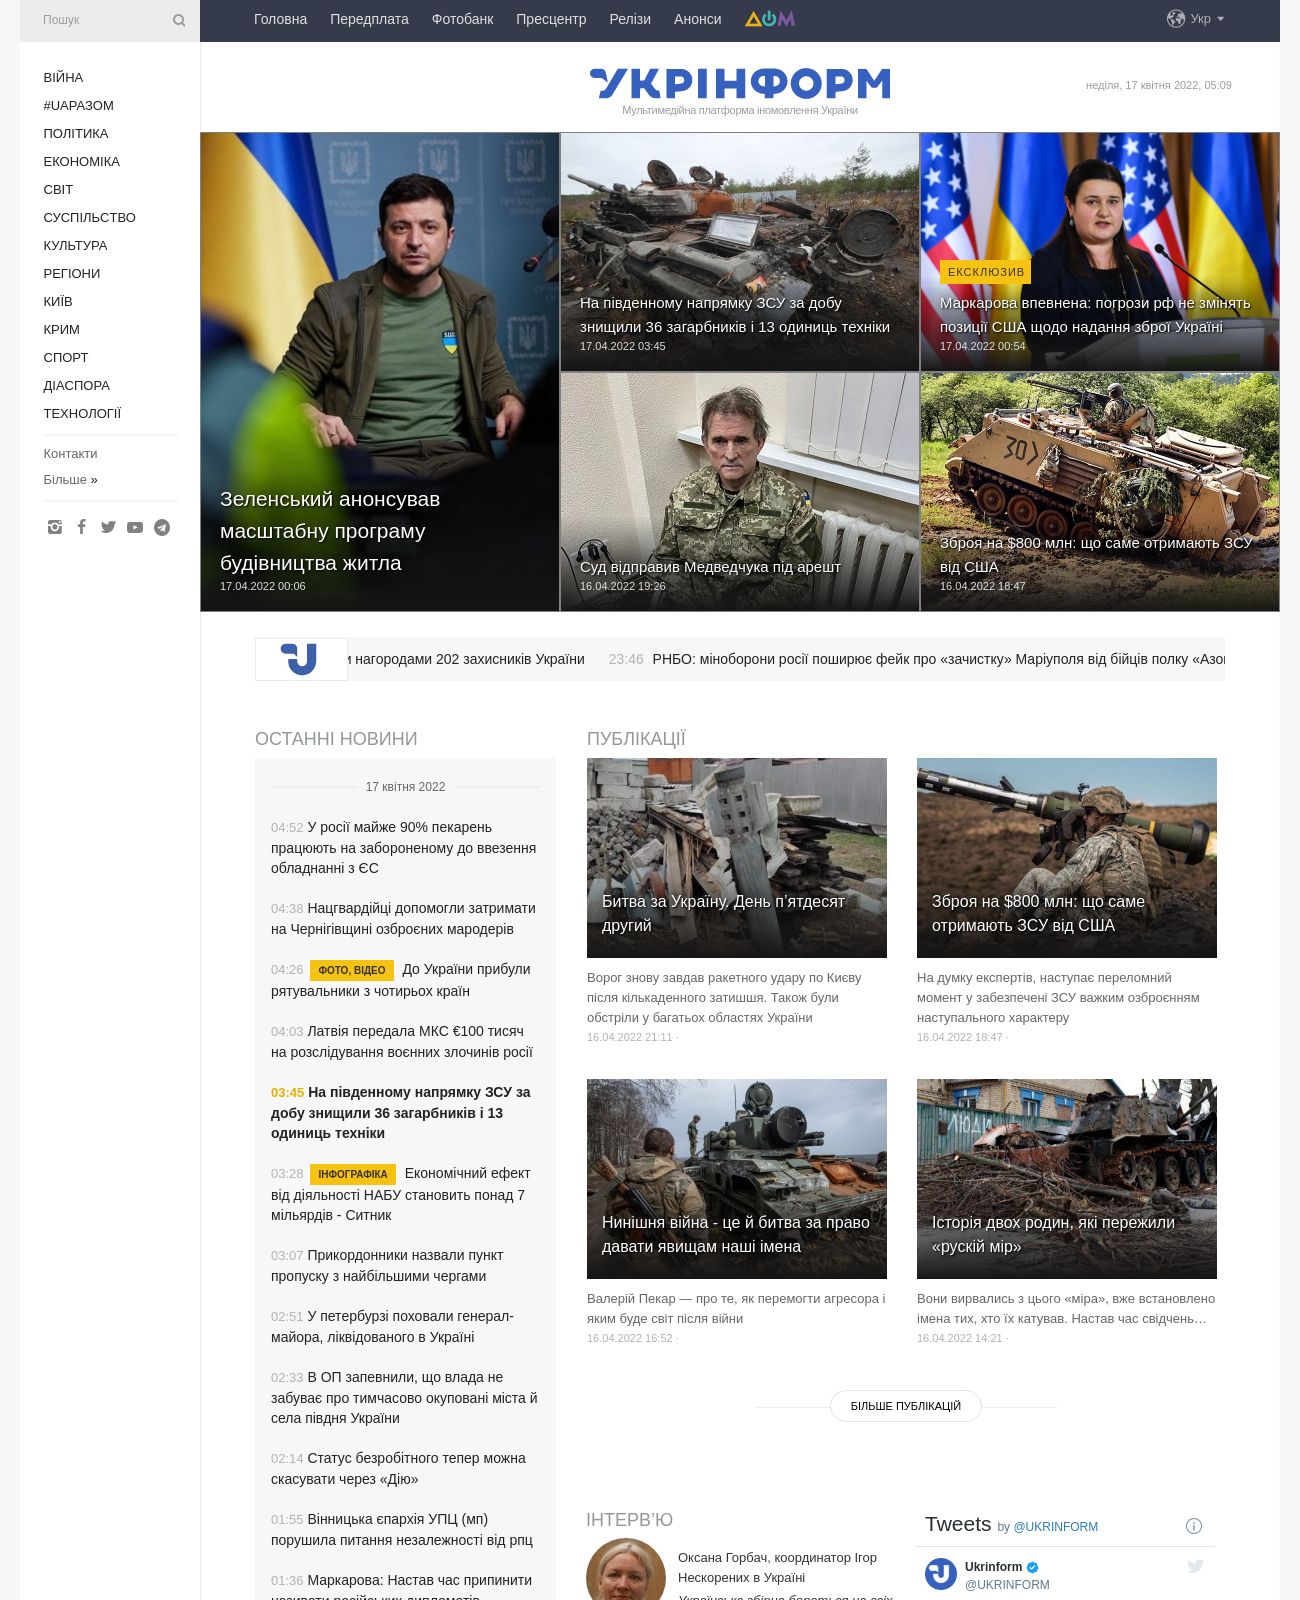 Пошук
Головна Передплата Фотобанк Пресцентр Релізи Анонси ДОМ Укр
ВІЙНА
#UAРАЗОМ
ПОЛІТИКА
ЕКОНОМІКА
СВІТ
СУСПІЛЬСТВО
КУЛЬТУРА
РЕГІОНИ
КИЇВ
КРИМ
СПОРТ
ДІАСПОРА
ТЕХНОЛОГІЇ
Контакти
Більше »
УКРІНФОРМ
Мультимедійна платформа іномовлення України
неділя, 17 квітня 2022, 05:09
Зеленський анонсував
масштабну програму
будівництва житла
17.04.2022 00:06
На південному напрямку ЗСУ за добу
знищили 36 загарбників і 13 одиниць техніки
17.04.2022 03:45
ЕКСКЛЮЗИВ
Маркарова впевнена: погрози рф не змінять
позиції США щодо надання зброї Україні
17.04.2022 00:54
Суд відправив Медведчука під арешт
16.04.2022 19:26
30
Зброя на $800 млн: що саме отримають ЗСУ
від США
16.04.2022 18:47
и нагородами 202 захисників України 23:46 РНБО: міноборони росії поширює фейк про «зачистку» Маріуполя від бійців полку «Азов
ОСТАННІ НОВИНИ
17 квітня 2022
04:52 У росії майже 90% пекарень
працюють на забороненому до ввезення
обладнанні з ЄС
04:38 Нацгвардійці допомогли затримати
на Чернігівщині озброєних мародерів
04:26 ФОТО, ВІДЕО До України прибули
рятувальники з чотирьох країн
04:03 Латвія передала МКС €100 тисяч
на розслідування воєнних злочинів росії
03:45 На південному напрямку ЗСУ за
добу знищили 36 загарбників і 13
одиниць техніки
03:28 ІНФОГРАФІКА Економічний ефект
від діяльності НАБУ становить понад 7
мільярдів - Ситник
03:07 Прикордонники назвали пункт
пропуску з найбільшими чергами
02:51 У петербурзі поховали генерал-
майора, ліквідованого в Україні
02:33 В ОП запевнили, що влада не
забуває про тимчасово окуповані міста й
села півдня України
02:14 Статус безробітного тепер можна
скасувати через «Дію»
01:55 Вінницька єпархія УПЦ (мп)
порушила питання незалежності від рпц
01:36 Маркарова: Настав час припинити
називати російських дипломатів
ПУБЛІКАЦІЇ
Битва за Україну. День п’ятдесят
другий
Ворог знову завдав ракетного удару по Києву
після кількаденного затишшя. Також були
обстріли у багатьох областях України
16.04.2022 21:11 ·
Зброя на $800 млн: що саме
отримають ЗСУ від США
На думку експертів, наступає переломний
момент у забезпечені ЗСУ важким озброєнням
наступального характеру
16.04.2022 18:47 ·
Нинішня війна - це й битва за право
давати явищам наші імена
Валерій Пекар — про те, як перемогти агресора і
яким буде світ після війни
16.04.2022 16:52 ·
ЛЮДИ
Історія двох родин, які пережили
«рускій мір»
Вони вирвались з цього «міра», вже встановлено
імена тих, хто їх катував. Настав час свідчень…
16.04.2022 14:21 ·
БІЛЬШЕ ПУБЛІКАЦІЙ
ІНТЕРВ’Ю
Оксана Горбач, координатор Ігор
Нескорених в Україні
Українська збірна бореться на всіх
Tweets by @UKRINFORM
Ukrinform
@UKRINFORM